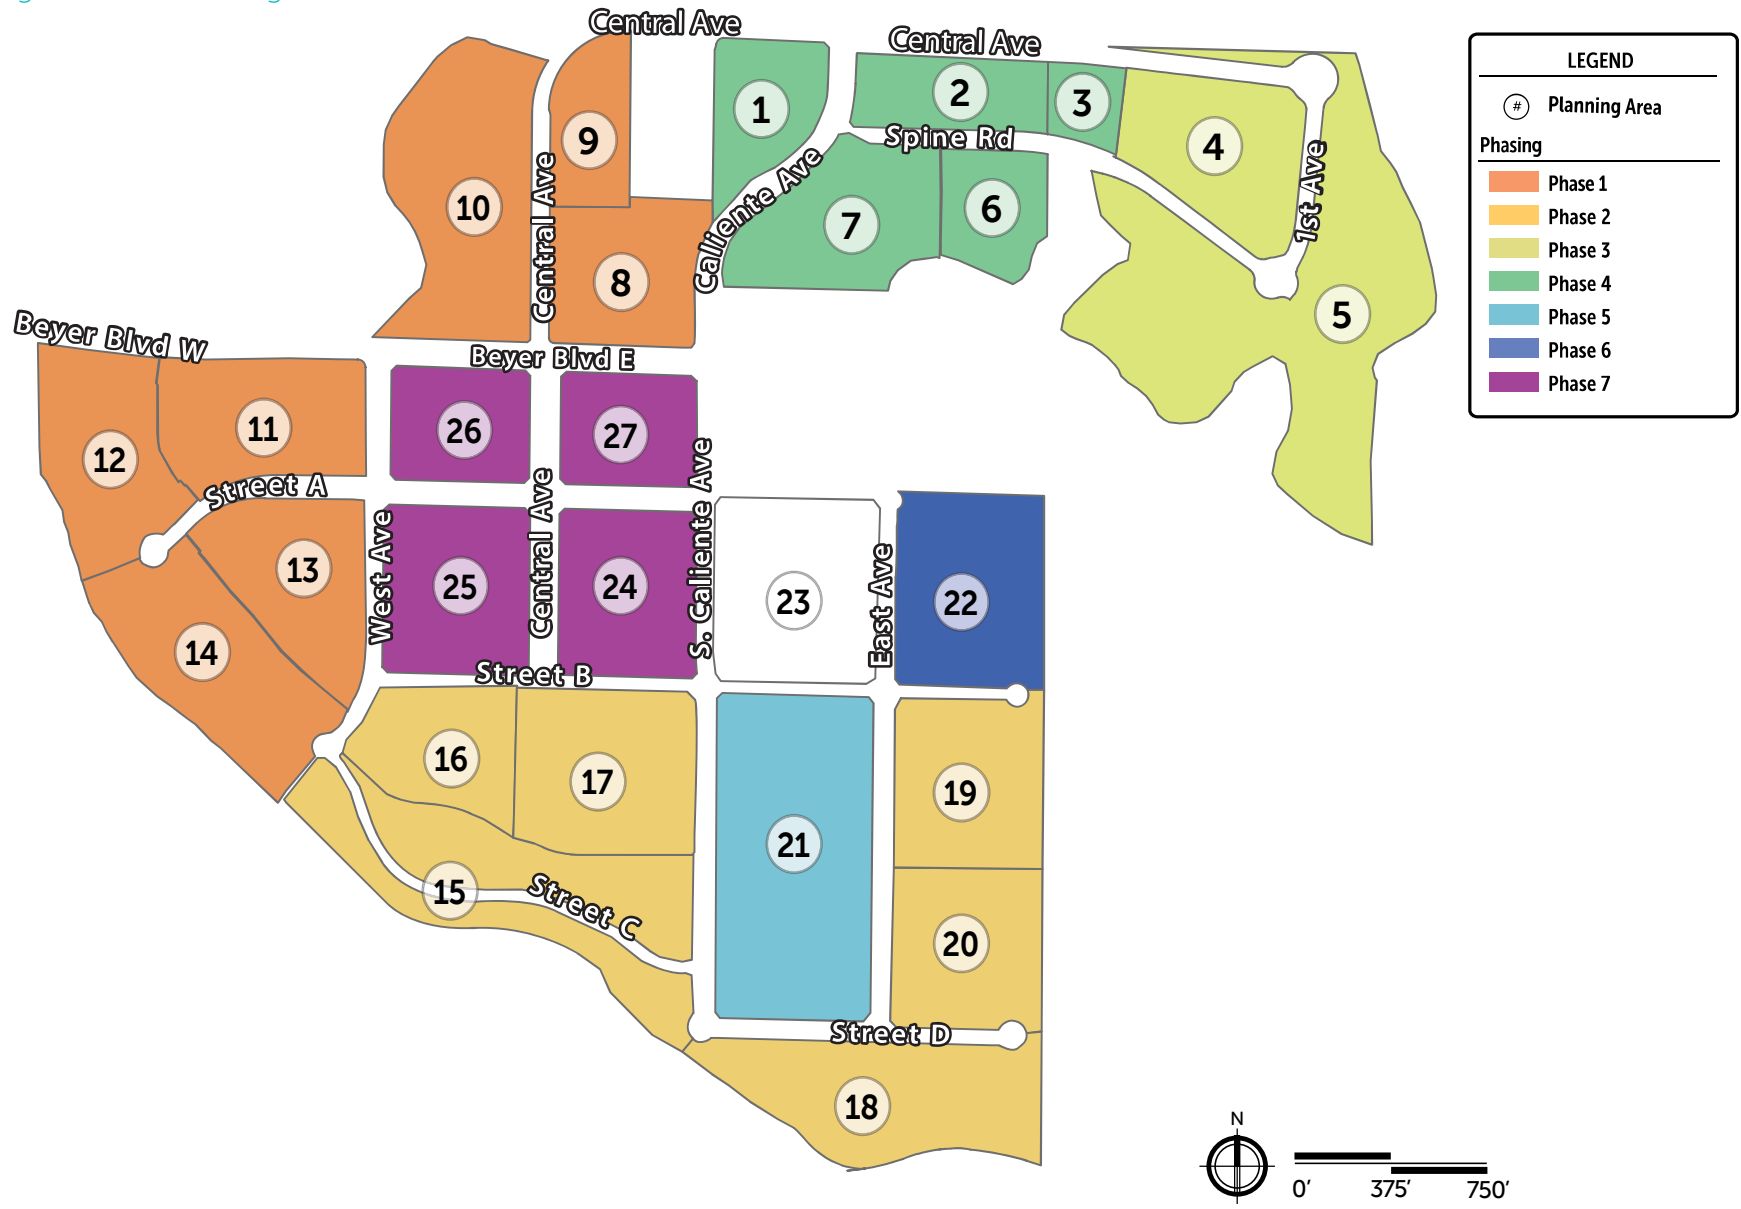 Central Ave
Central Ave
1
2
3
4
5
6
7
8
9
10
Spine Rd
Caliente Ave
1st Ave
Central Ave
Beyer Blvd W
Beyer Blvd E
11
12
26
27
Street A
West Ave
Central Ave
S. Caliente Ave
East Ave
13
14
25
24
23
22
Street B
16
17
19
21
15
Street C
20
Street D
18
LEGEND
# Planning Area
Phasing
Phase 1
Phase 2
Phase 3
Phase 4
Phase 5
Phase 6
Phase 7
N
0' 375' 750'